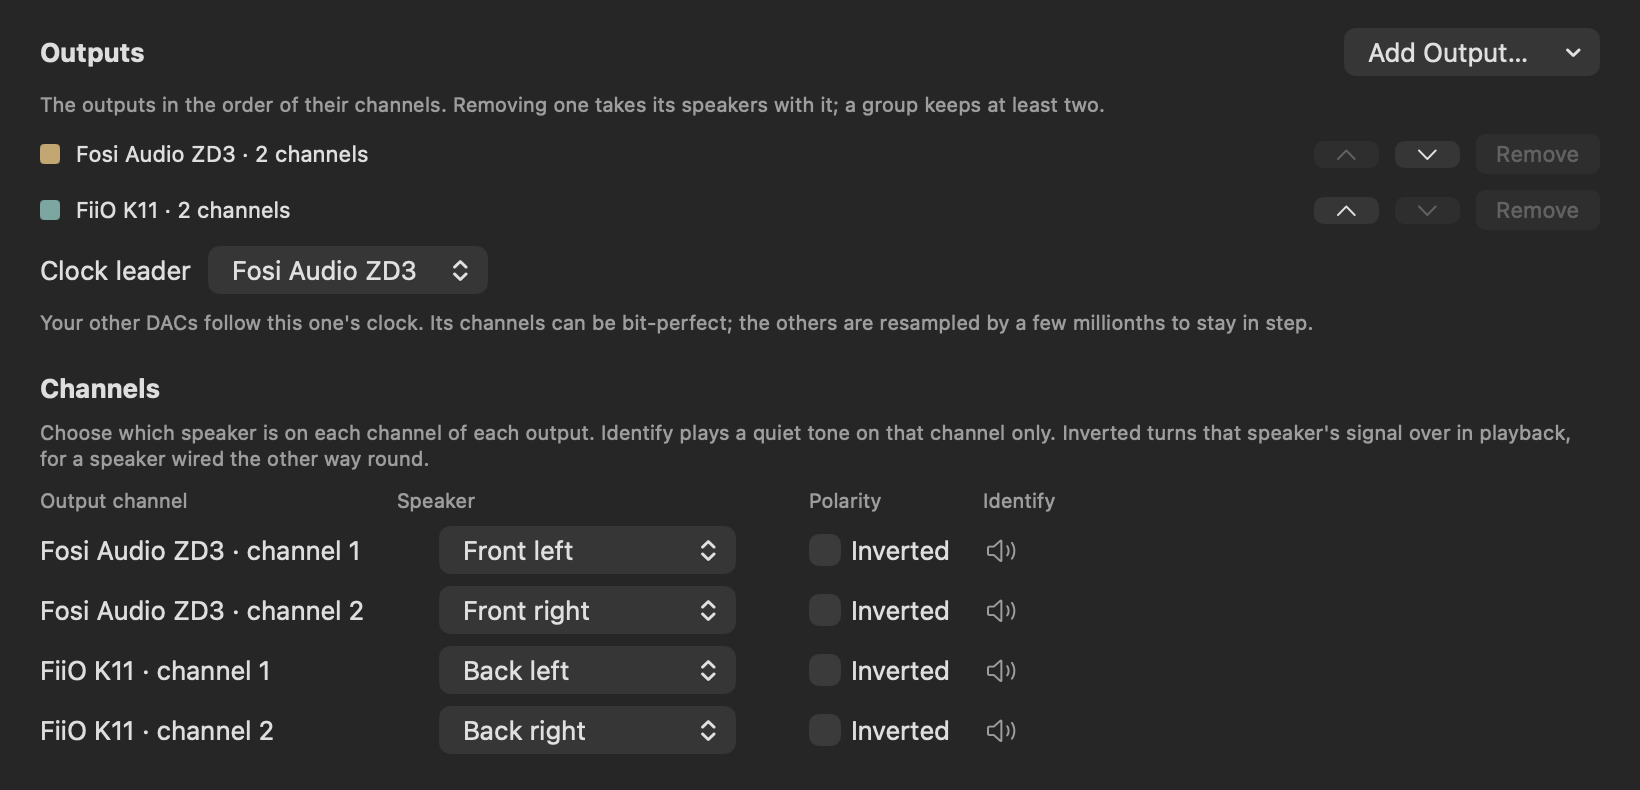 Outputs
Add Output...
The outputs in the order of their channels. Removing one takes its speakers with it; a group keeps at least two.
Fosi Audio ZD3 · 2 channels
Remove
FiiO K11 · 2 channels
Remove
Clock leader
Fosi Audio ZD3
Your other DACs follow this one's clock. Its channels can be bit-perfect; the others are resampled by a few millionths to stay in step.
Channels
Choose which speaker is on each channel of each output. Identify plays a quiet tone on that channel only. Inverted turns that speaker's signal over in playback,
for a speaker wired the other way round.
Output channel Speaker Polarity Identify
Fosi Audio ZD3 · channel 1 Front left Inverted
Fosi Audio ZD3 · channel 2 Front right Inverted
FiiO K11 · channel 1 Back left Inverted
FiiO K11 · channel 2 Back right Inverted